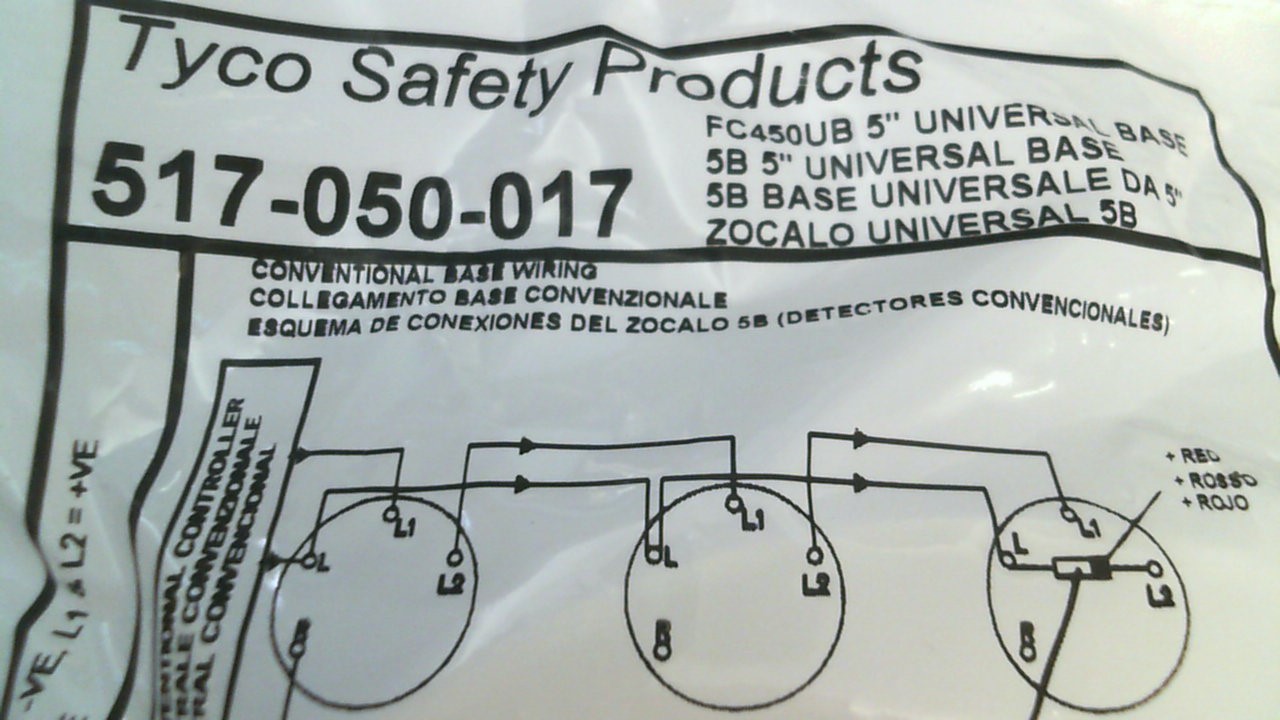 Tyco Safety Products
517-050-017
FC450UB 5" UNIVERSAL BASE
5B 5" UNIVERSAL BASE
5B BASE UNIVERSALE DA 5"
ZOCALO UNIVERSAL 5B
CONVENTIONAL BASE WIRING
COLLEGAMENTO BASE CONVENZIONALE
ESQUEMA DE CONEXIONES DEL ZOCALO 5B (DETECTORES CONVENCIONALES)
CONTROLLER
CONVENZIONALE
CONVENCIONAL
-VE, L1 & L2 = +VE
+ RED
+ ROSSO
+ ROJO
L1
L
L2
L1
L
L2
B
L1
L
L2
B